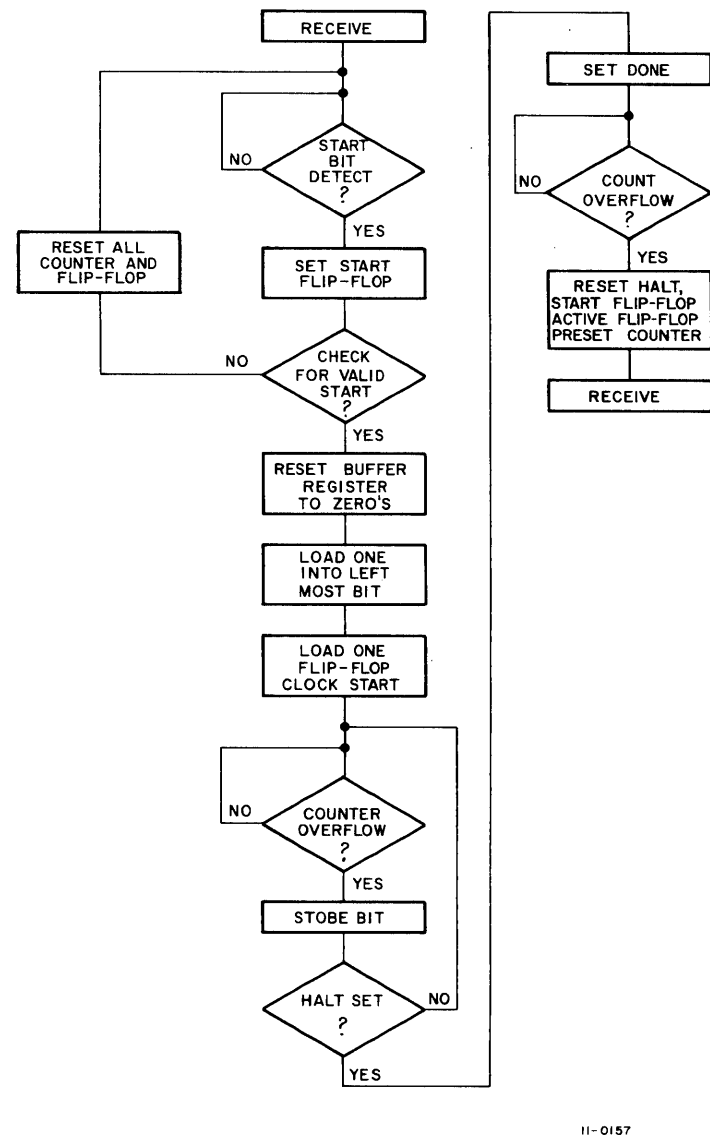 RECEIVE
START
BIT
DETECT
?
NO
YES
RESET ALL
COUNTER AND
FLIP-FLOP
SET START
FLIP-FLOP
CHECK
FOR VALID
START
?
NO
YES
RESET BUFFER
REGISTER
TO ZERO'S
LOAD ONE
INTO LEFT
MOST BIT
LOAD ONE
FLIP-FLOP
CLOCK START
COUNTER
OVERFLOW
?
NO
YES
STOBE BIT
HALT SET
?
NO
YES
SET DONE
COUNT
OVERFLOW
?
NO
YES
RESET HALT,
START FLIP-FLOP
ACTIVE FLIP-FLOP
PRESET COUNTER
RECEIVE
11-0157